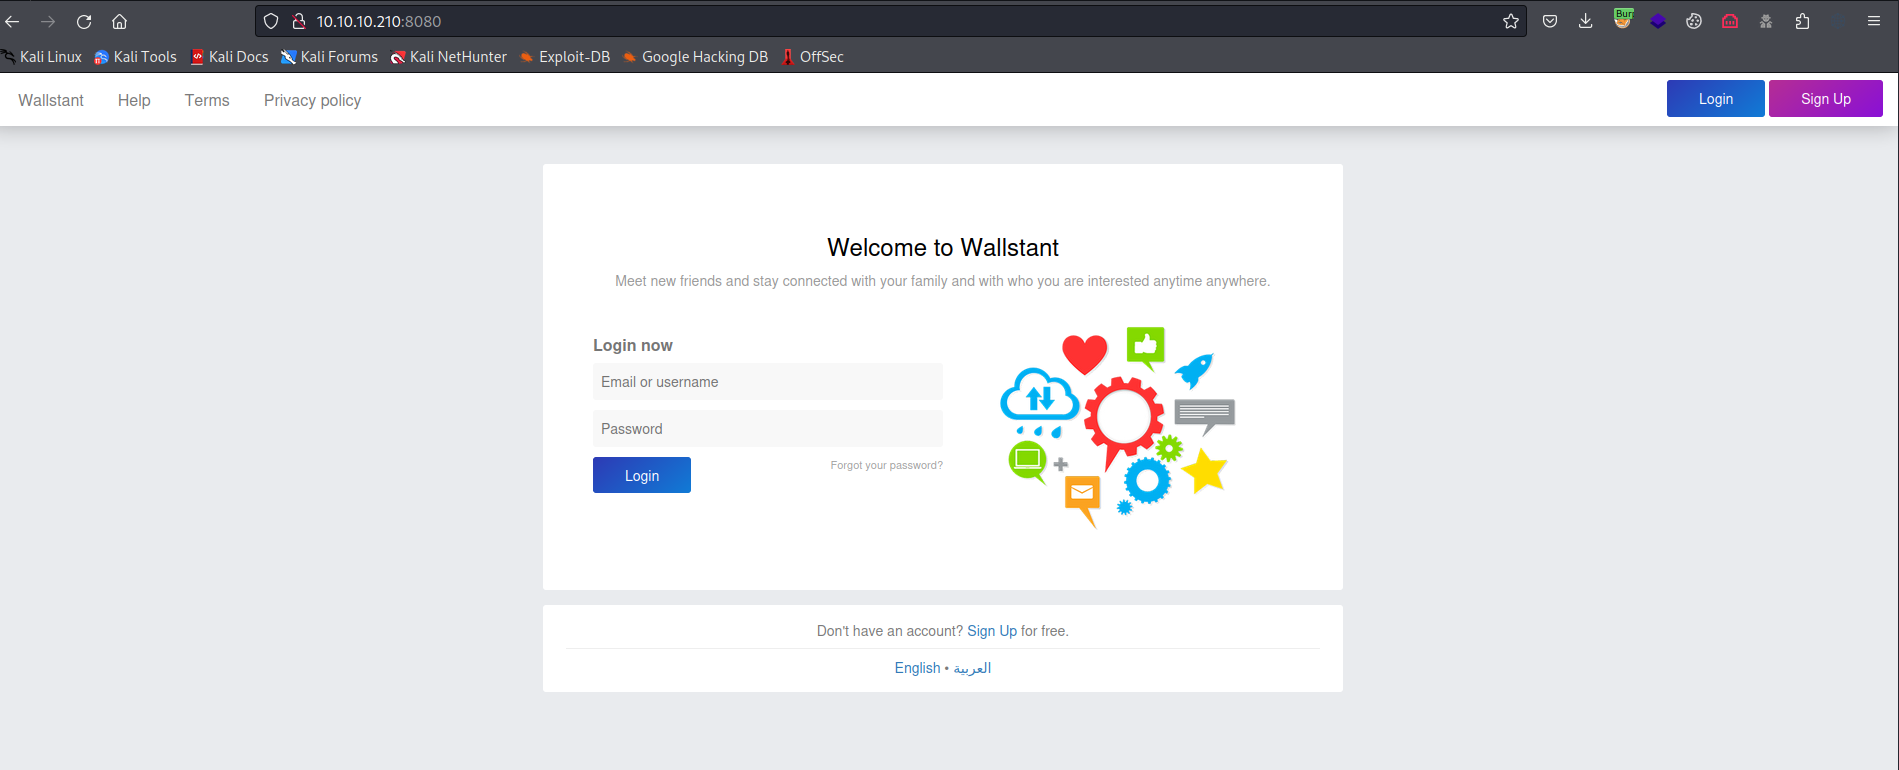 10.10.10.210:8080
Burp
Kali Linux Kali Tools Kali Docs Kali Forums Kali NetHunter Exploit-DB Google Hacking DB OffSec
Wallstant Help Terms Privacy policy Login Sign Up
Welcome to Wallstant
Meet new friends and stay connected with your family and with who you are interested anytime anywhere.
Login now
Email or username
Password
Login Forgot your password?
Don't have an account? Sign Up for free.
English • العربية